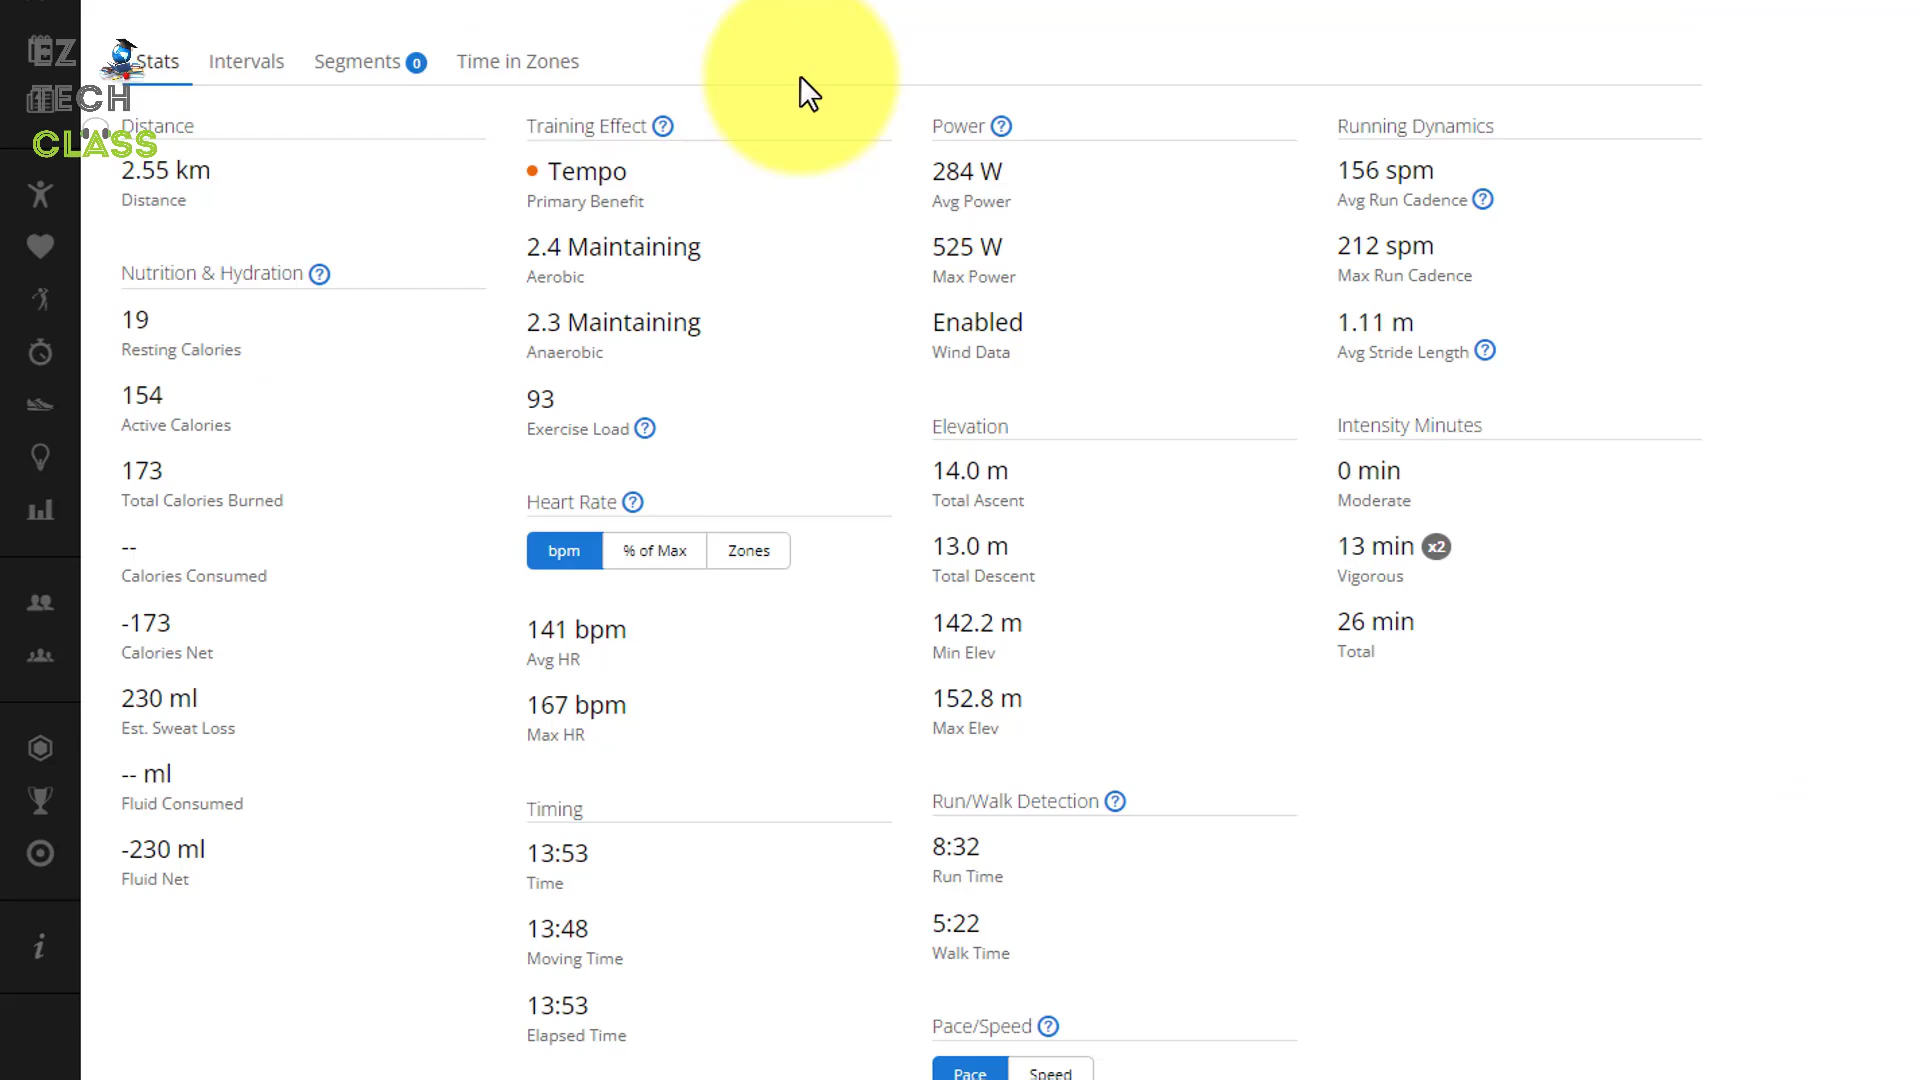 EZ
TECH
CLASS
Stats Intervals Segments 0 Time in Zones
Distance
2.55 km
Distance
Nutrition & Hydration ?
19
Resting Calories
154
Active Calories
173
Total Calories Burned
--
Calories Consumed
-173
Calories Net
230 ml
Est. Sweat Loss
-- ml
Fluid Consumed
-230 ml
Fluid Net
Training Effect ?
Tempo
Primary Benefit
2.4 Maintaining
Aerobic
2.3 Maintaining
Anaerobic
93
Exercise Load ?
Heart Rate ?
bpm % of Max Zones
141 bpm
Avg HR
167 bpm
Max HR
Timing
13:53
Time
13:48
Moving Time
13:53
Elapsed Time
Power ?
284 W
Avg Power
525 W
Max Power
Enabled
Wind Data
Elevation
14.0 m
Total Ascent
13.0 m
Total Descent
142.2 m
Min Elev
152.8 m
Max Elev
Run/Walk Detection ?
8:32
Run Time
5:22
Walk Time
Pace/Speed ?
Pace Speed
Running Dynamics
156 spm
Avg Run Cadence ?
212 spm
Max Run Cadence
1.11 m
Avg Stride Length ?
Intensity Minutes
0 min
Moderate
13 min x2
Vigorous
26 min
Total